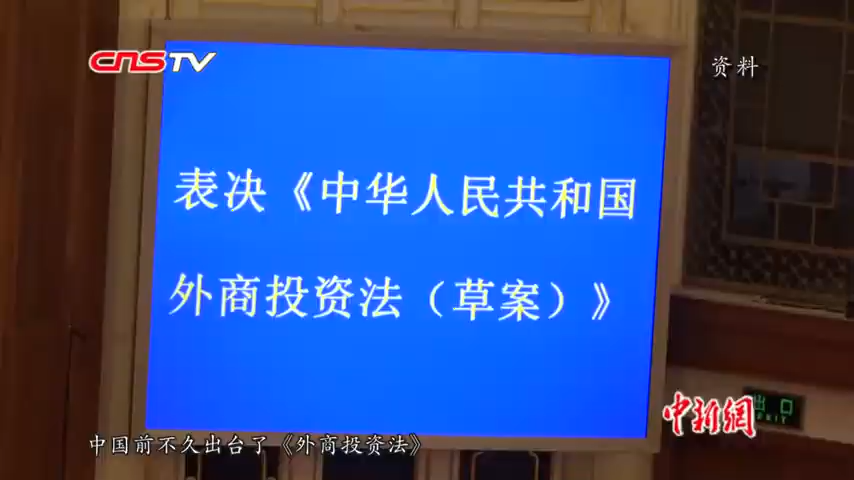 CNSTV
资料
表决《中华人民共和国
外商投资法（草案）》
中新網
出口
EXIT
中国前不久出台了《外商投资法》